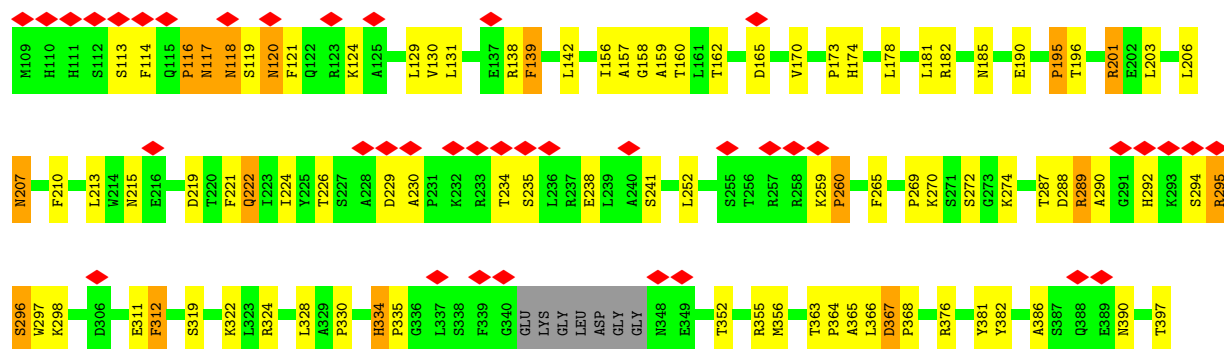 M109 H110 H111 S112 S113 F114 Q115 P116 N117 N118 S119 N120 F121 Q122 R123 K124 A125 L129 V130 L131 E137 R138 F139 L142 I156 A157 G158 A159 T160 L161 T162 D165 V170 P173 H174 L178 L181 R182 N185 E190 P195 T196 R201 E202 L203 L206
N207 F210 L213 W214 N215 E216 D219 T220 F221 Q222 I223 I224 Y225 T226 S227 A228 D229 A230 P231 K232 R233 T234 S235 L236 R237 E238 L239 A240 S241 L252 S255 T256 R257 R258 K259 P260 F265 P269 K270 S271 S272 G273 K274 T287 D288 R289 A290 G291 H292 K293 S294 R295
S296 W297 K298 D306 E311 F312 S319 K322 L323 R324 L328 A329 P330 H334 P335 G336 L337 S338 F339 G340 GLU LYS GLY LEU ASP GLY GLY N348 E349 T352 R355 M356 T363 P364 A365 L366 D367 P368 R376 Y381 Y382 A386 S387 Q388 E389 N390 T397